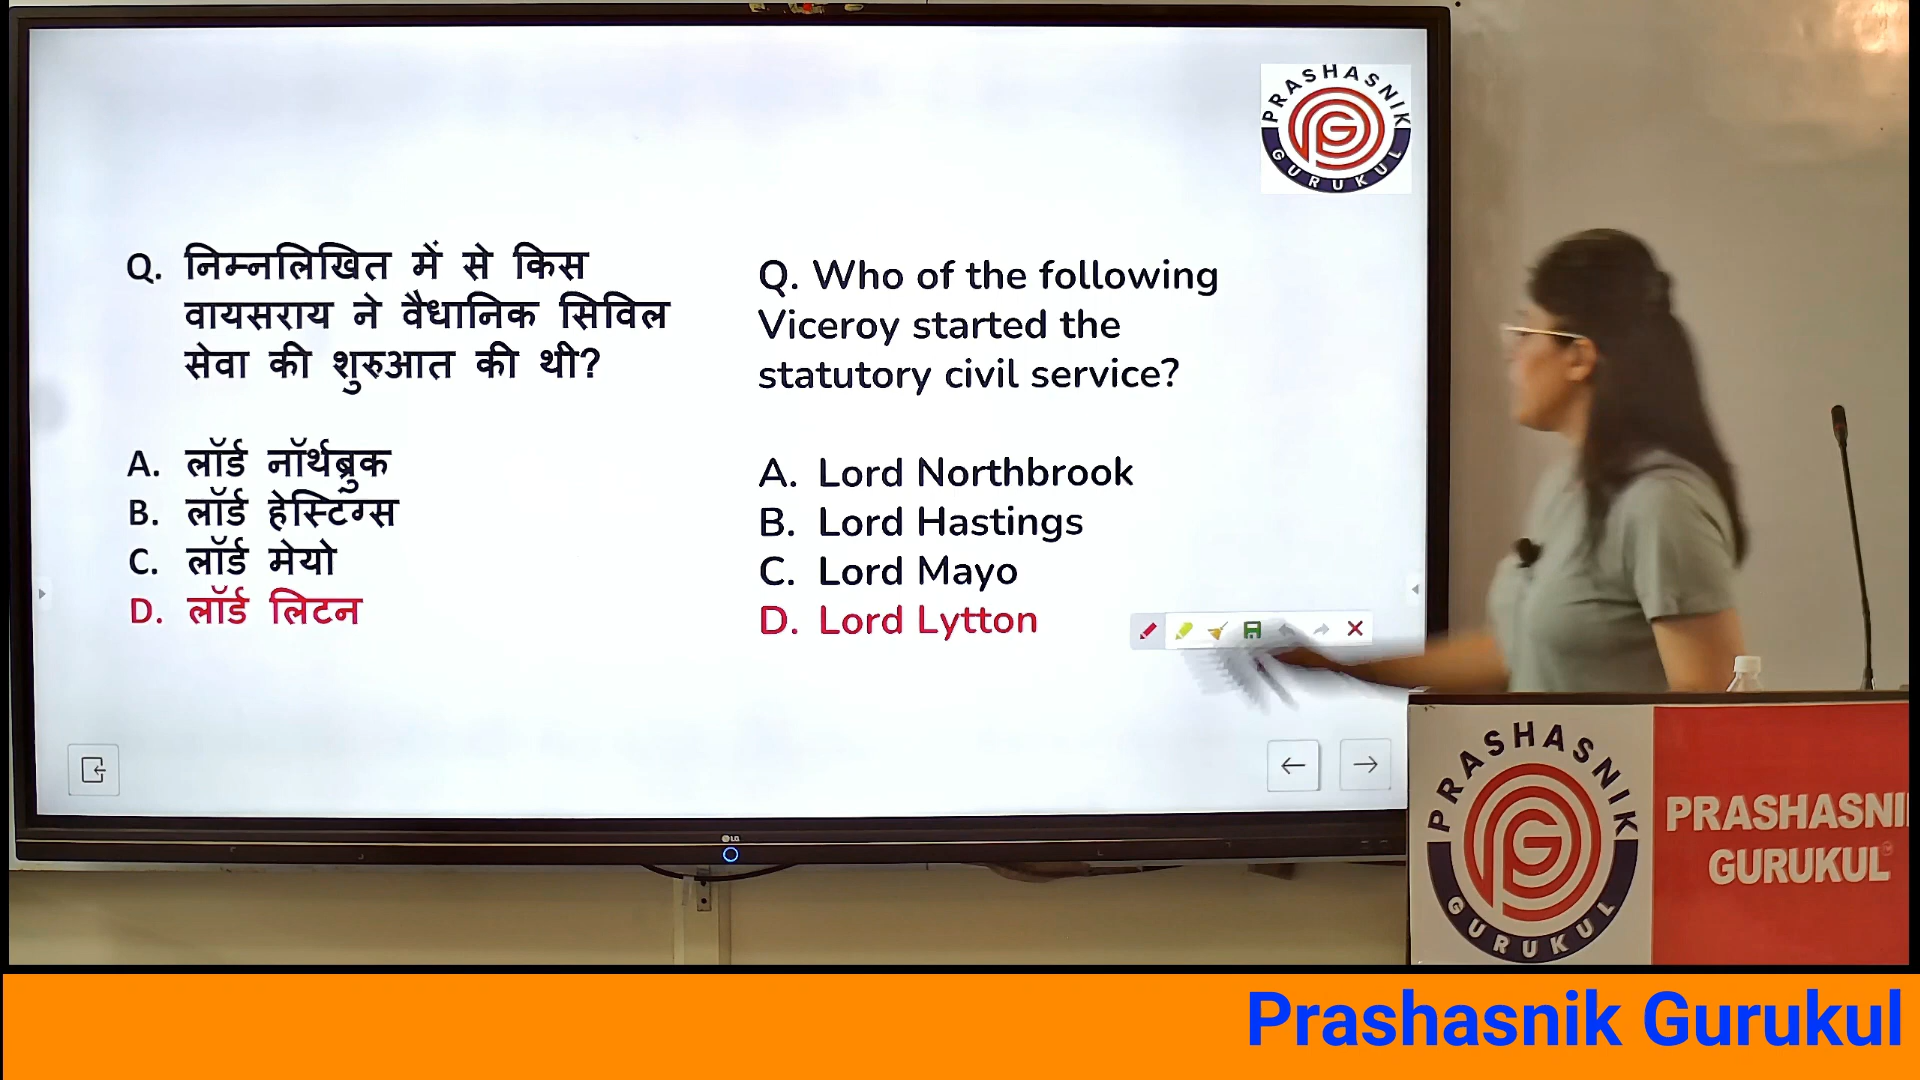 PRASHASNIK
GURUKUL
Q. निम्नलिखित में से किस
वायसराय ने वैधानिक सिविल
सेवा की शुरुआत की थी?
A. लॉर्ड नॉर्थब्रुक
B. लॉर्ड हेस्टिंग्स
C. लॉर्ड मेयो
D. लॉर्ड लिटन
Q. Who of the following
Viceroy started the
statutory civil service?
A. Lord Northbrook
B. Lord Hastings
C. Lord Mayo
D. Lord Lytton
LG
PRASHASNIK
GURUKUL
PRASHASNI
GURUKUL
Prashasnik Gurukul